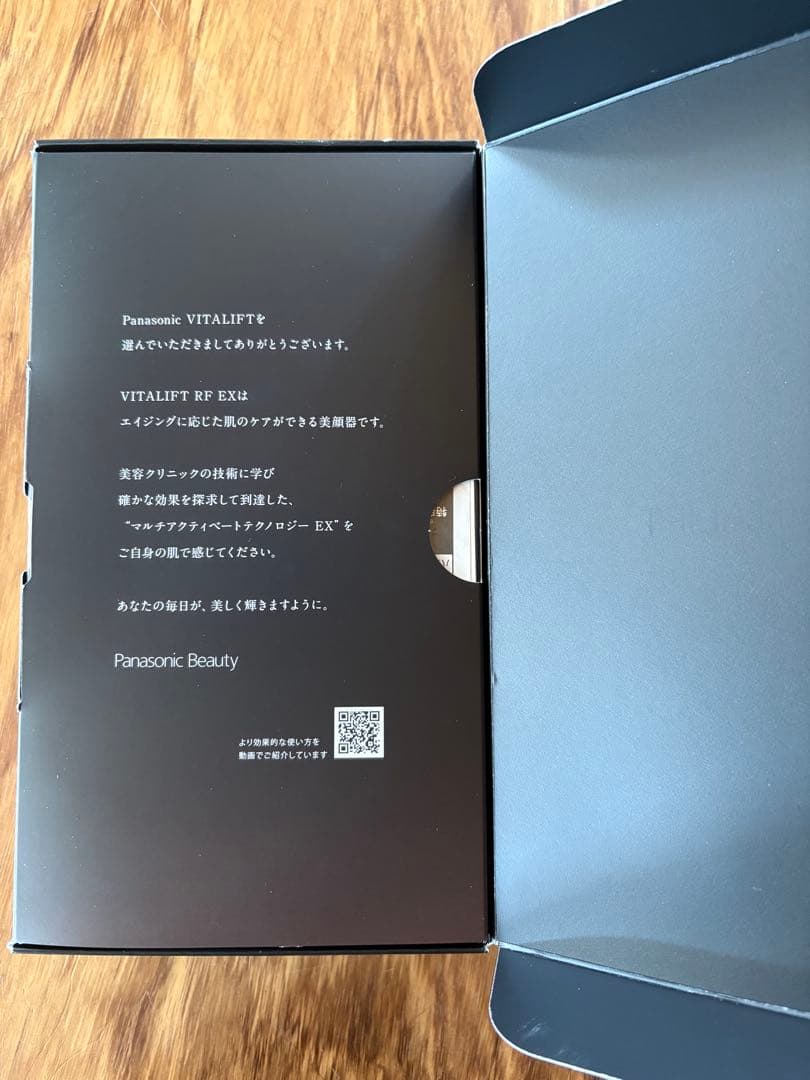 Panasonic VITALIFTを
選んでいただきましてありがとうございます。
VITALIFT RF EXは
エイジングに応じた肌のケアができる美顔器です。
美容クリニックの技術に学び
確かな効果を探求して到達した、
“マルチアクティベートテクノロジー EX”を
ご自身の肌で感じてください。
あなたの毎日が、美しく輝きますように。
Panasonic Beauty
より効果的な使い方を
動画でご紹介しています